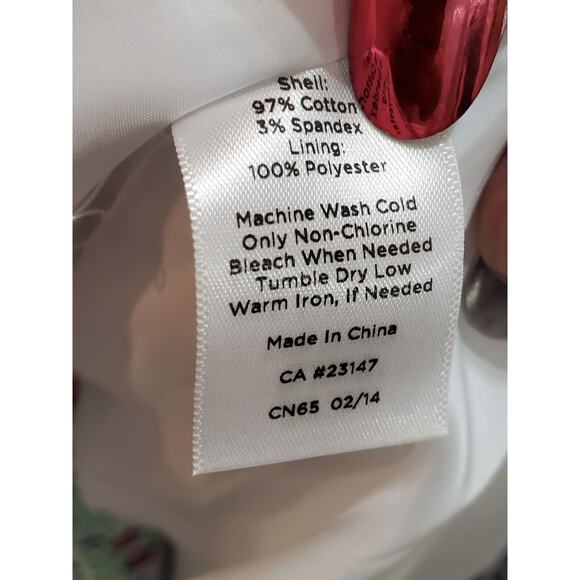 Shell:
97% Cotton
3% Spandex
Lining:
100% Polyester
Machine Wash Cold
Only Non-Chlorine
Bleach When Needed
Tumble Dry Low
Warm Iron, If Needed
Made In China
CA #23147
CN65 02/14